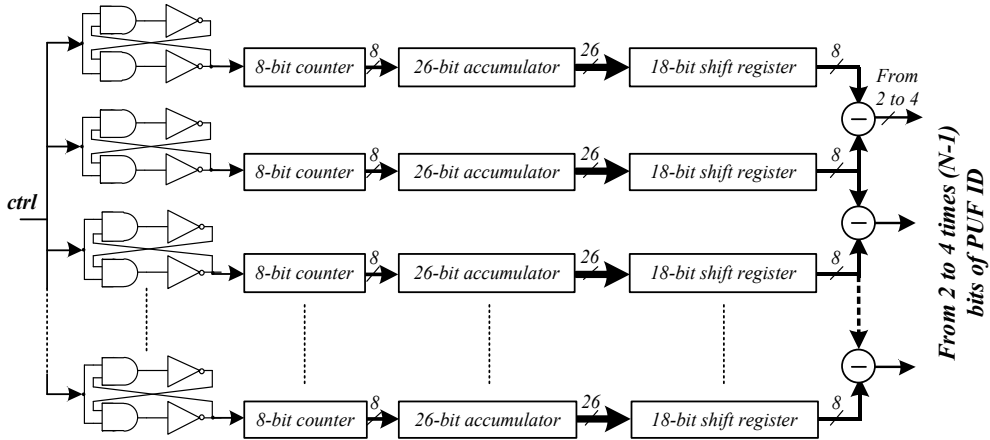 8-bit counter 8 26-bit accumulator 26 18-bit shift register 8
From
2 to 4
8-bit counter 8 26-bit accumulator 26 18-bit shift register 8
ctrl
8-bit counter 8 26-bit accumulator 26 18-bit shift register 8
8-bit counter 8 26-bit accumulator 26 18-bit shift register 8
From 2 to 4 times (N-1)
bits of PUF ID